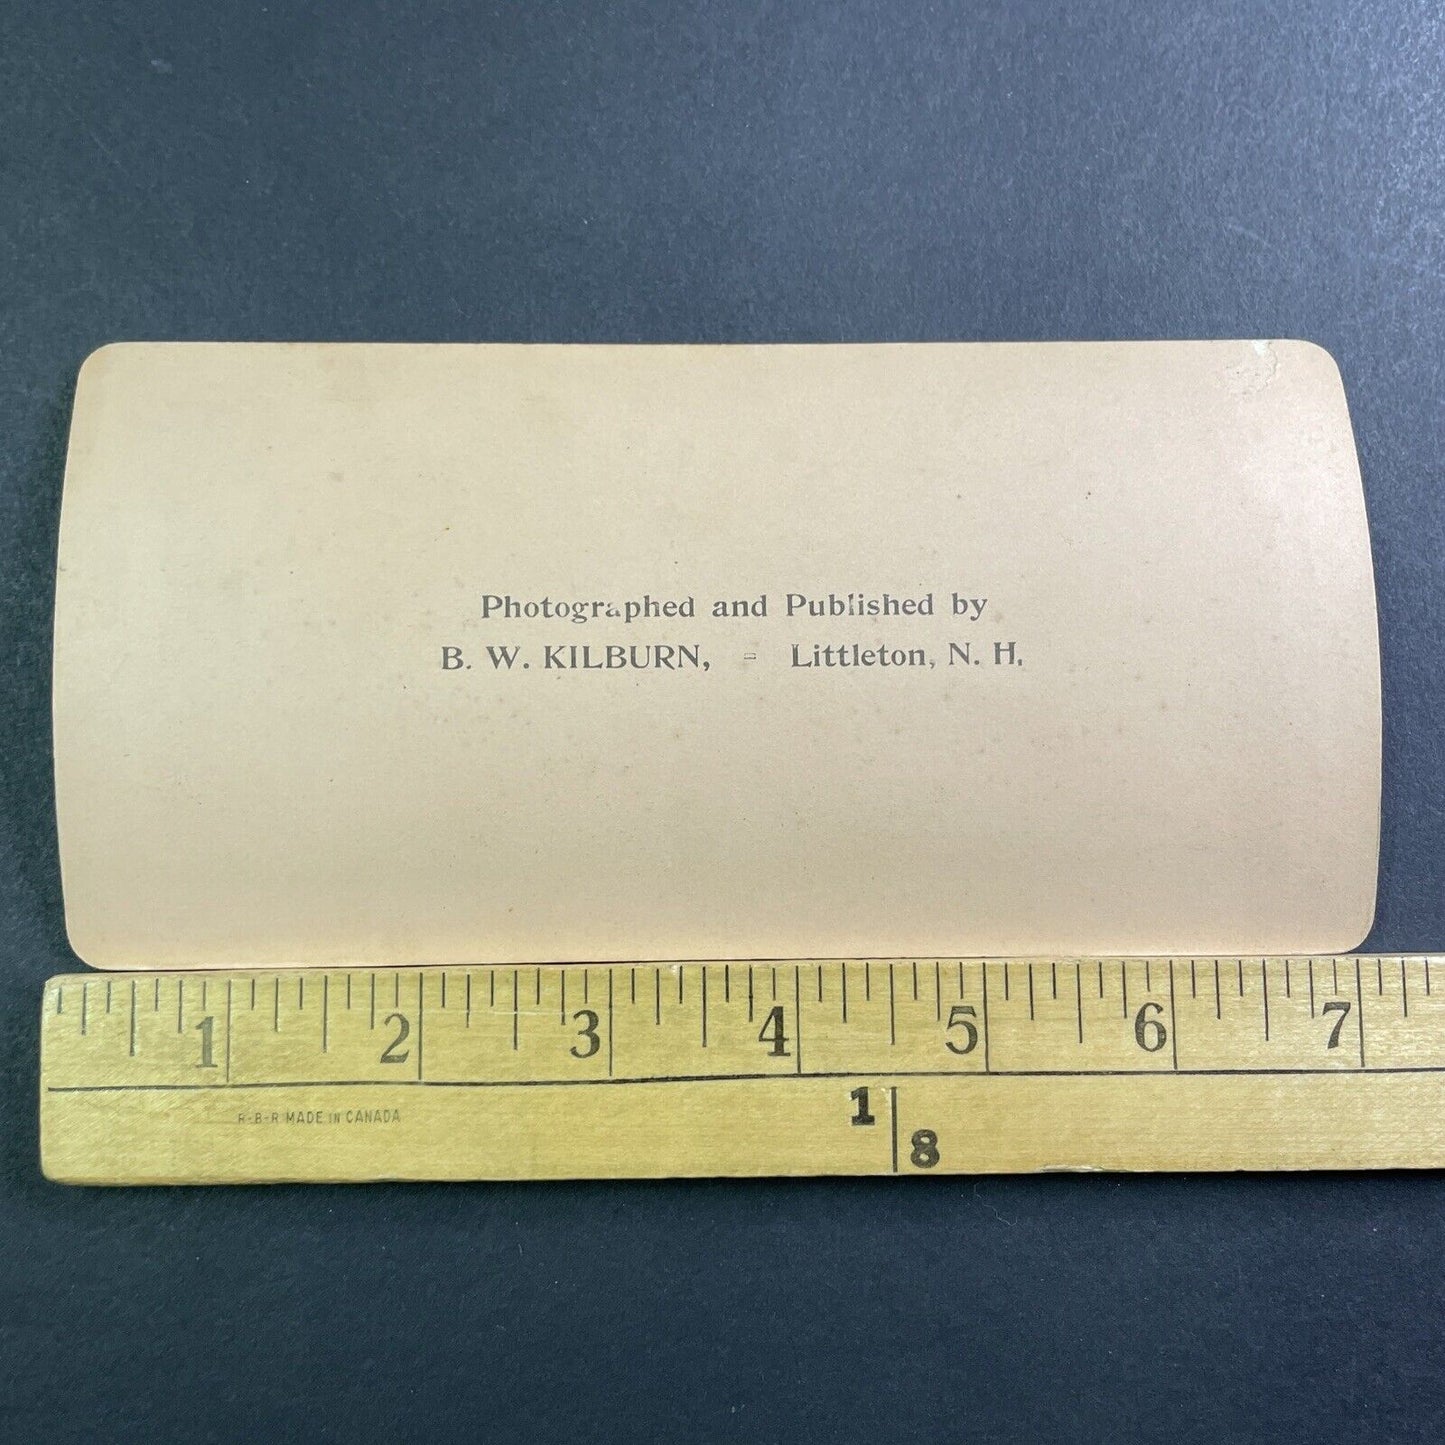 Photographed and Published by
B. W. KILBURN, = Littleton, N. H.
1 2 3 4 5 6 7
R-B-R MADE IN CANADA
1
8